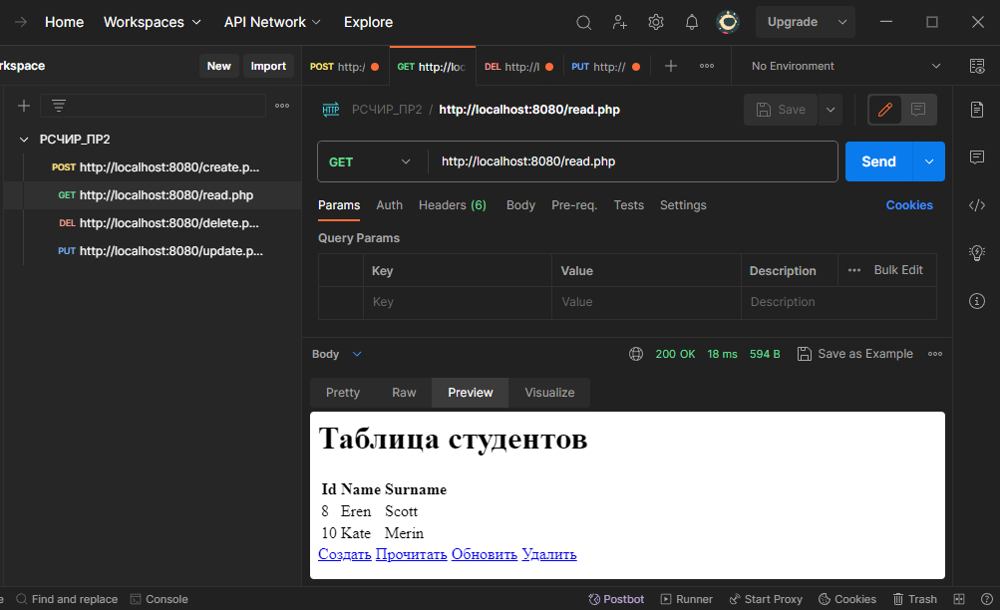 Home Workspaces API Network Explore Upgrade
rkspace New Import POST http:/ GET http://loc DEL http://l PUT http:// No Environment
РСЧИР_ПР2
POST http://localhost:8080/create.p...
GET http://localhost:8080/read.php
DEL http://localhost:8080/delete.p...
PUT http://localhost:8080/update.p...
HTTP РСЧИР_ПР2 / http://localhost:8080/read.php Save
GET http://localhost:8080/read.php Send
Params Auth Headers (6) Body Pre-req. Tests Settings Cookies
Query Params
Key Value Description Bulk Edit
Key Value Description
Body 200 OK 18 ms 594 B Save as Example
Pretty Raw Preview Visualize
Таблица студентов
Id Name Surname
8 Eren Scott
10 Kate Merin
Создать Прочитать Обновить Удалить
e Find and replace Console Postbot Runner Start Proxy Cookies Trash